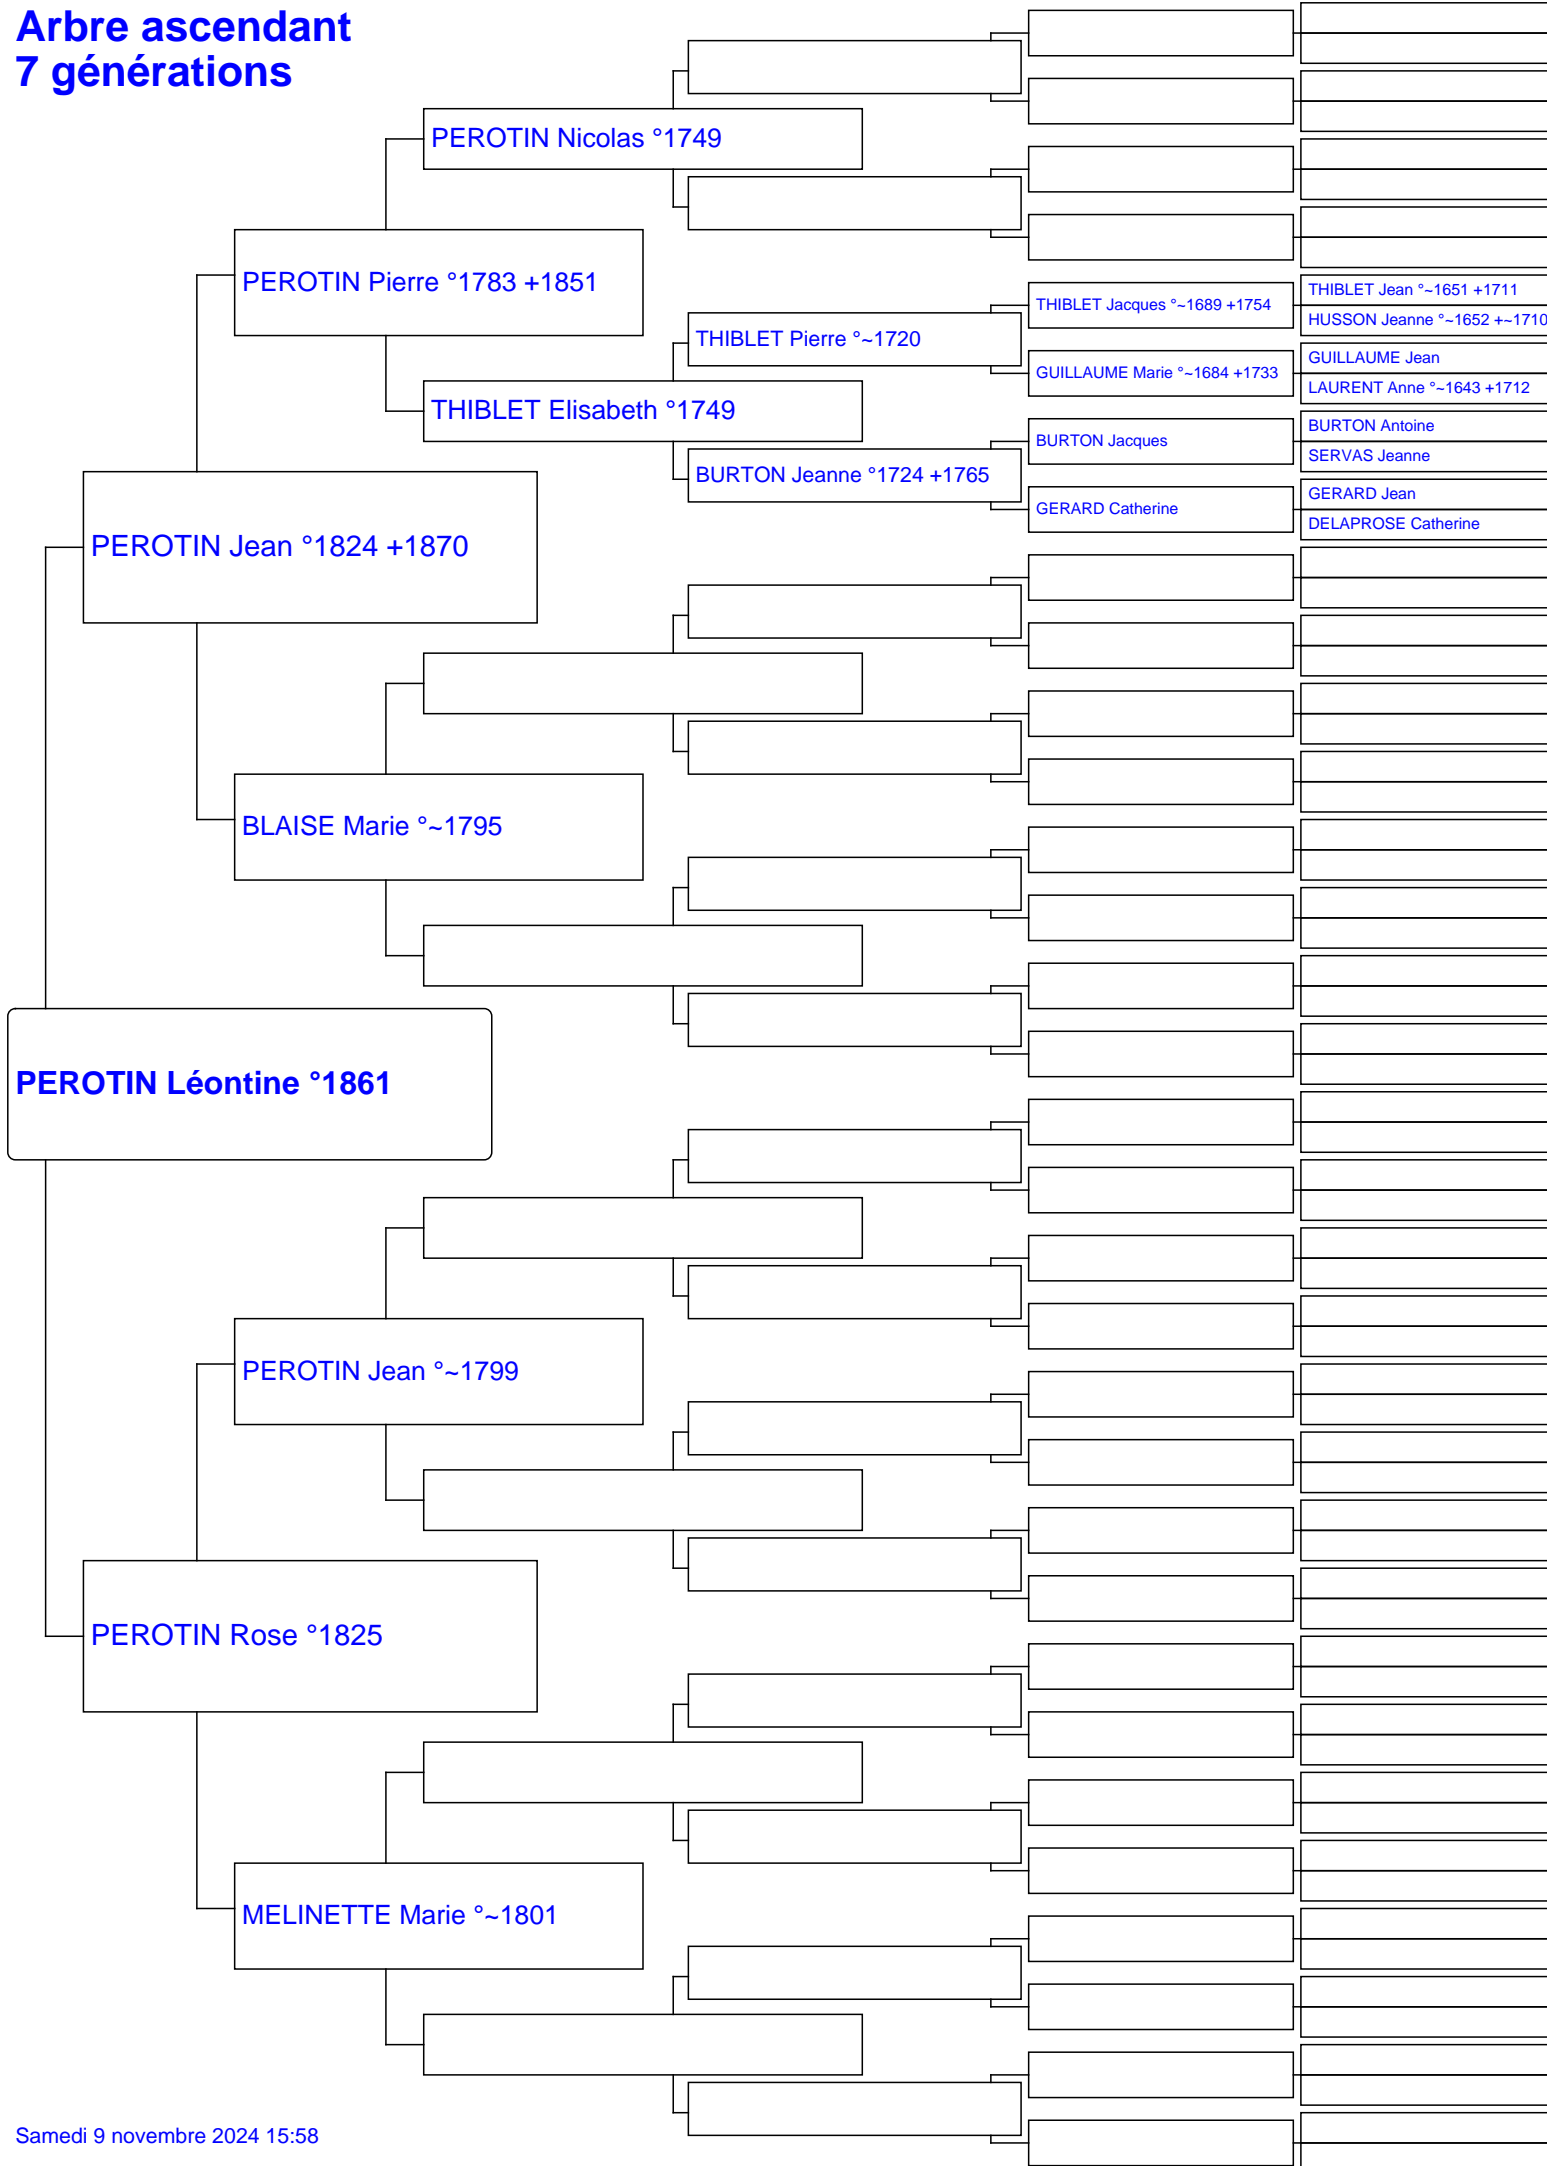 Arbre ascendant
7 générations
PEROTIN Nicolas °1749
PEROTIN Pierre °1783 +1851
THIBLET Jean °~1651 +1711
THIBLET Jacques °~1689 +1754
HUSSON Jeanne °~1652 +~1710
THIBLET Pierre °~1720
GUILLAUME Jean
GUILLAUME Marie °~1684 +1733
LAURENT Anne °~1643 +1712
THIBLET Elisabeth °1749
BURTON Antoine
BURTON Jacques
SERVAS Jeanne
BURTON Jeanne °1724 +1765
GERARD Jean
GERARD Catherine
DELAPROSE Catherine
PEROTIN Jean °1824 +1870
BLAISE Marie °~1795
PEROTIN Léontine °1861
PEROTIN Jean °~1799
PEROTIN Rose °1825
MELINETTE Marie °~1801
Samedi 9 novembre 2024 15:58